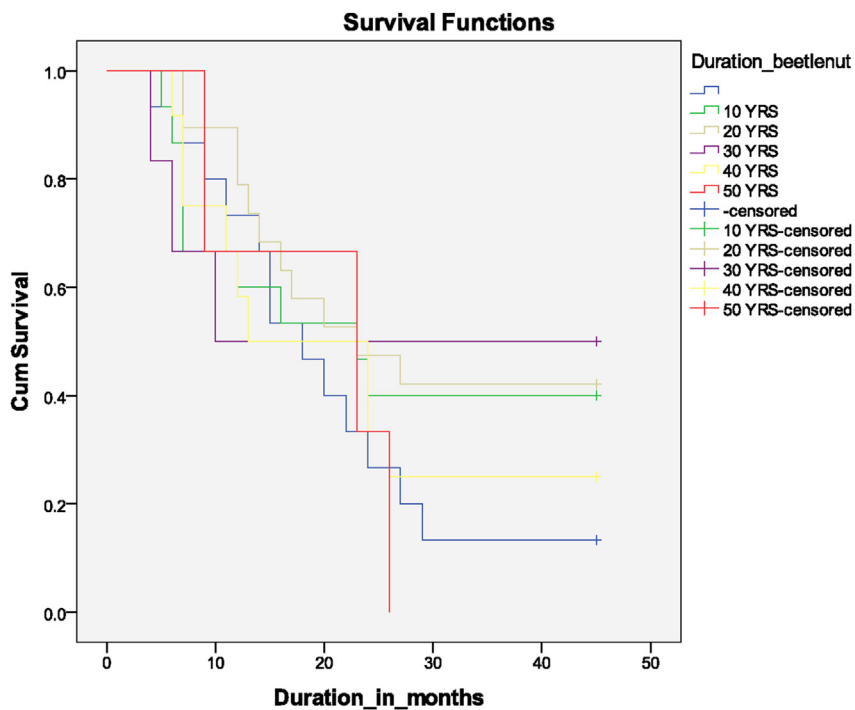 Survival Functions
Cum Survival
1.0
0.8
0.6
0.4
0.2
0.0
0 10 20 30 40 50
Duration_in_months
Duration_beetlenut
10 YRS
20 YRS
30 YRS
40 YRS
50 YRS
-censored
10 YRS-censored
20 YRS-censored
30 YRS-censored
40 YRS-censored
50 YRS-censored